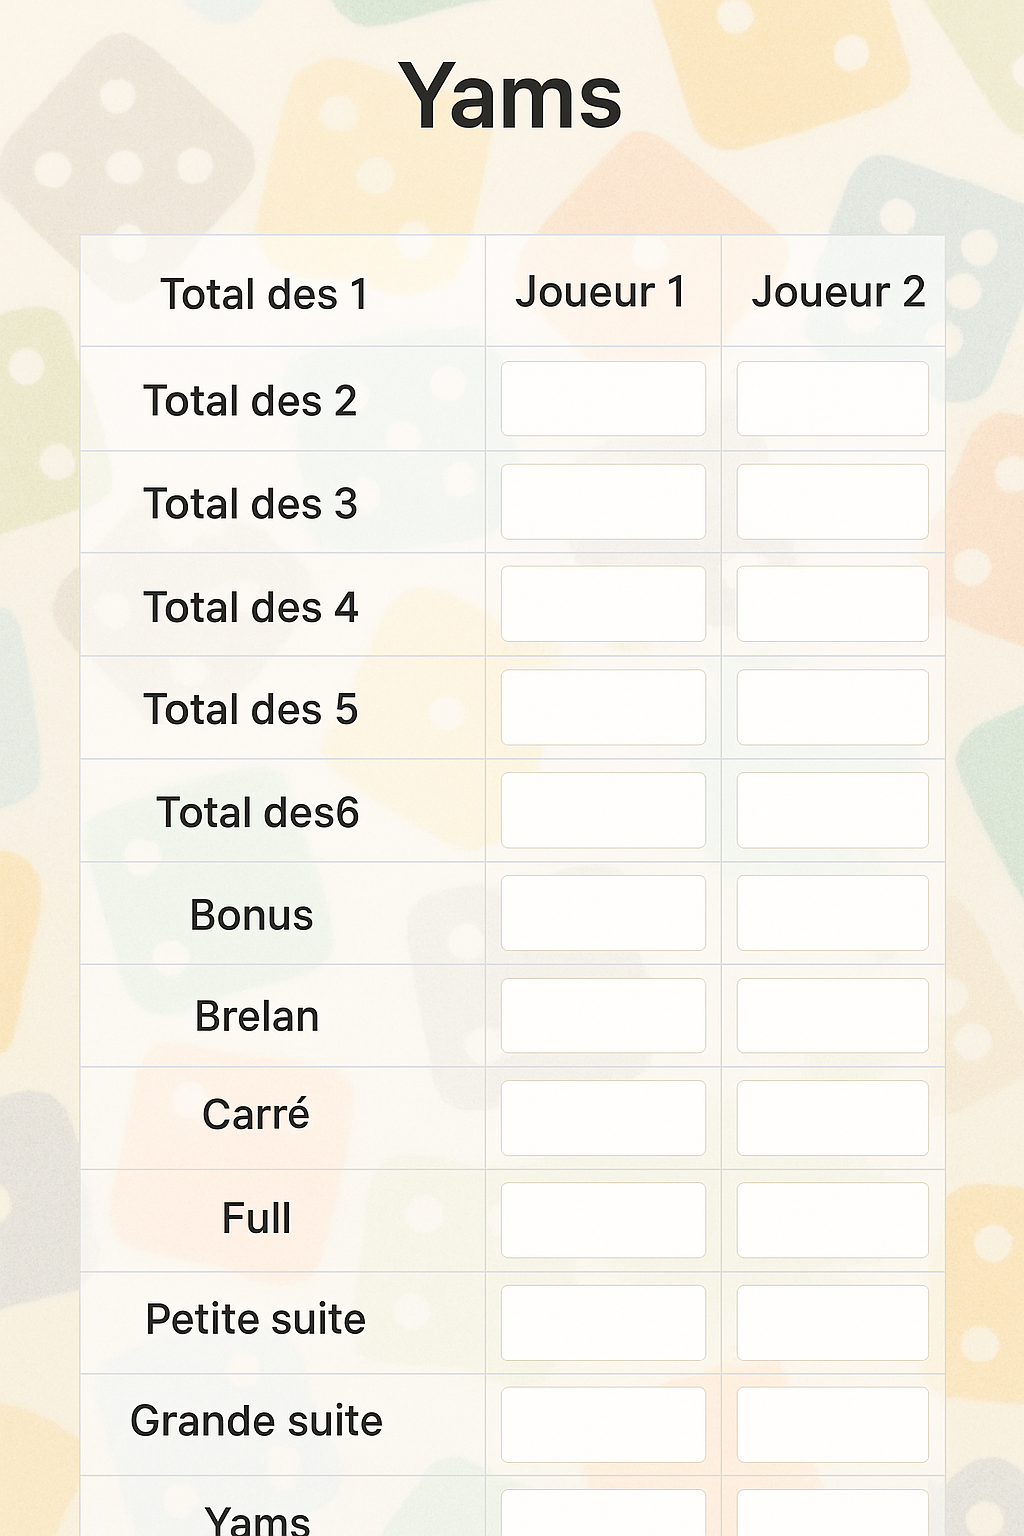 Yams
Total des 1 Joueur 1 Joueur 2
Total des 2
Total des 3
Total des 4
Total des 5
Total des6
Bonus
Brelan
Carré
Full
Petite suite
Grande suite
Yams